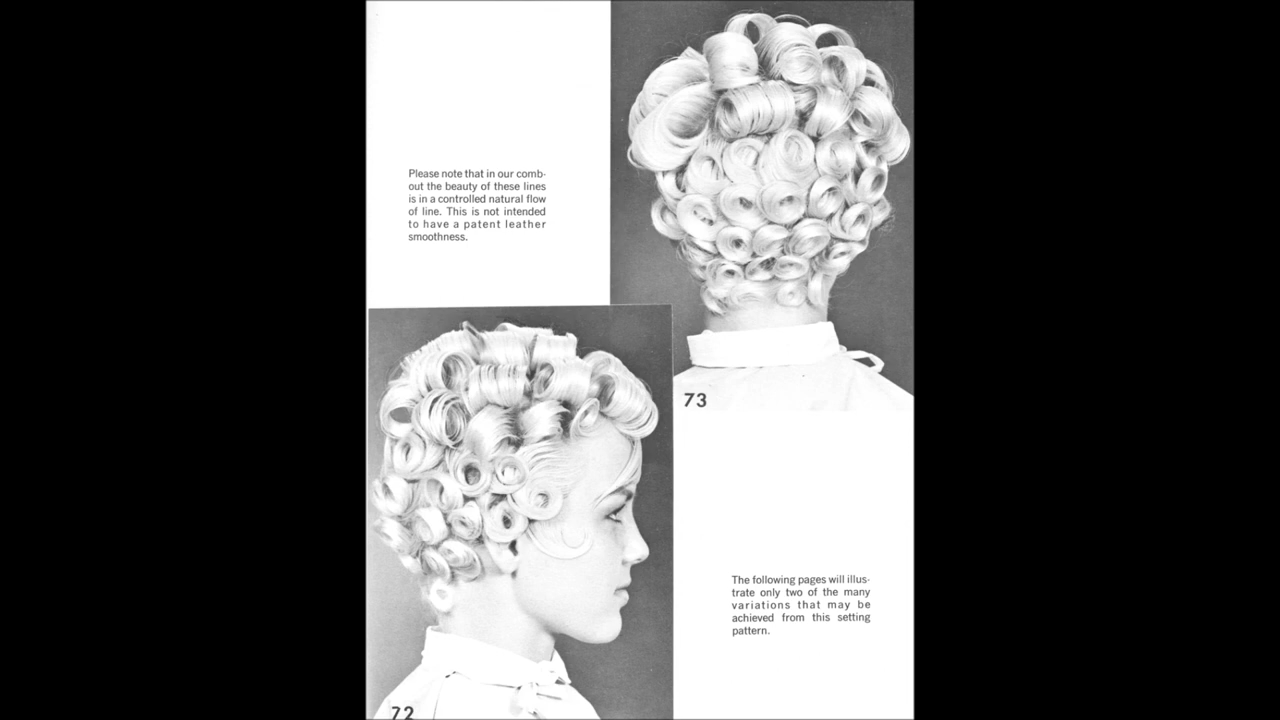 Please note that in our comb-
out the beauty of these lines
is in a controlled natural flow
of line. This is not intended
to have a patent leather
smoothness.
73
72
The following pages will illus-
trate only two of the many
variations that may be
achieved from this setting
pattern.